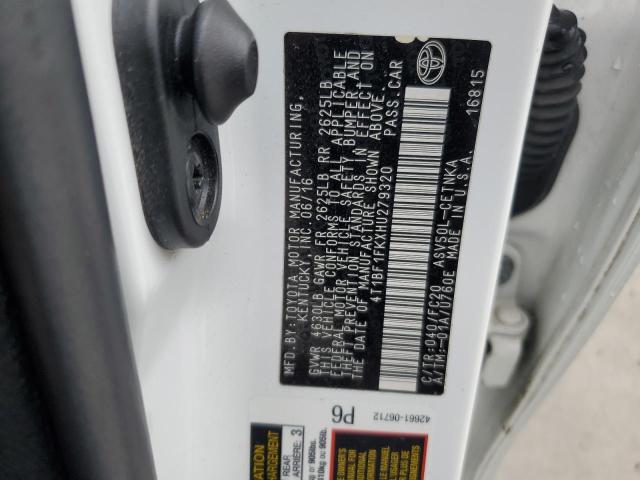 MFD.BY:TOYOTA MOTOR MANUFACTURING,
KENTUCKY, INC.06/16
GVWR 4630LB GAWR FR 2625LB RR 2625LB
THIS VEHICLE CONFORMS TO ALL APPLICABLE
FEDERAL MOTOR VEHICLE SAFETY BUMPER AND
THEFT PREVENTION STANDARDS IN EFFECT ON
THE DATE OF MANUFACTURE SHOWN ABOVE.
4T1BF1FKXHU279320 PASS.CAR
C/TR:040/FC20 ASV50L-CETNKA
A/TM:-01A/U760E MADE IN U.S.A.
16815
P6
42661-06712
REAR
ARRIÈRE
3
905lbs.